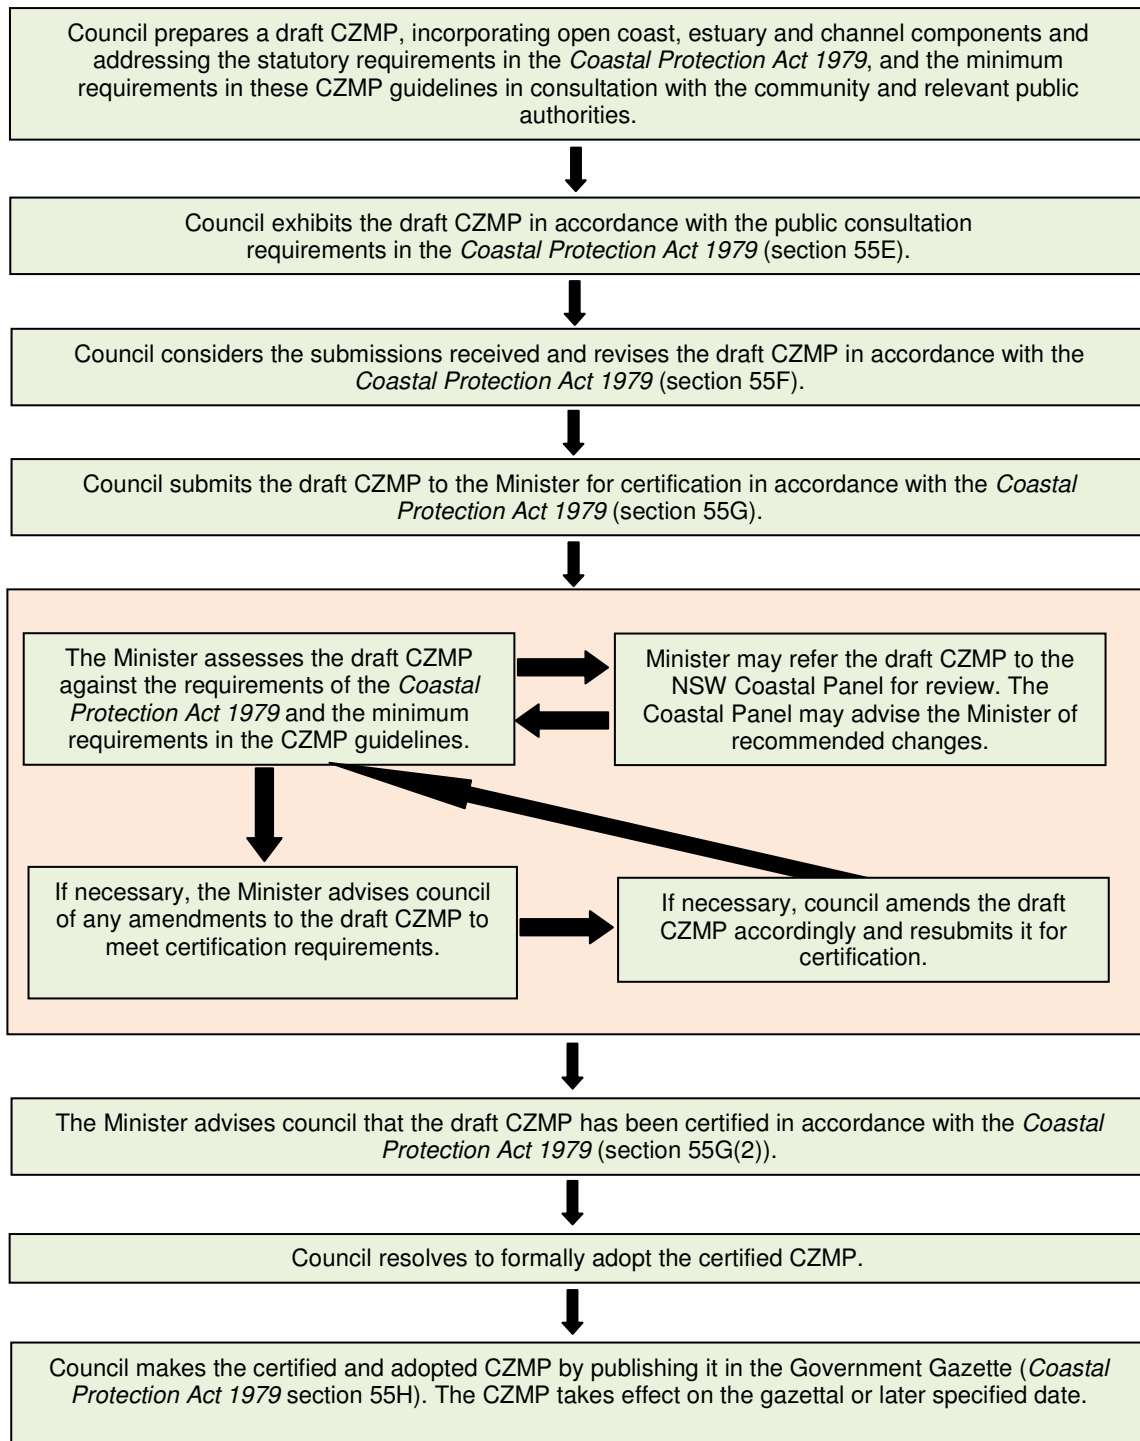 Council prepares a draft CZMP, incorporating open coast, estuary and channel components and
addressing the statutory requirements in the Coastal Protection Act 1979, and the minimum
requirements in these CZMP guidelines in consultation with the community and relevant public
authorities.
Council exhibits the draft CZMP in accordance with the public consultation
requirements in the Coastal Protection Act 1979 (section 55E).
Council considers the submissions received and revises the draft CZMP in accordance with the
Coastal Protection Act 1979 (section 55F).
Council submits the draft CZMP to the Minister for certification in accordance with the Coastal
Protection Act 1979 (section 55G).
The Minister assesses the draft CZMP
against the requirements of the Coastal
Protection Act 1979 and the minimum
requirements in the CZMP guidelines.
Minister may refer the draft CZMP to the
NSW Coastal Panel for review. The
Coastal Panel may advise the Minister of
recommended changes.
If necessary, the Minister advises council
of any amendments to the draft CZMP to
meet certification requirements.
If necessary, council amends the draft
CZMP accordingly and resubmits it for
certification.
The Minister advises council that the draft CZMP has been certified in accordance with the Coastal
Protection Act 1979 (section 55G(2)).
Council resolves to formally adopt the certified CZMP.
Council makes the certified and adopted CZMP by publishing it in the Government Gazette (Coastal
Protection Act 1979 section 55H). The CZMP takes effect on the gazettal or later specified date.